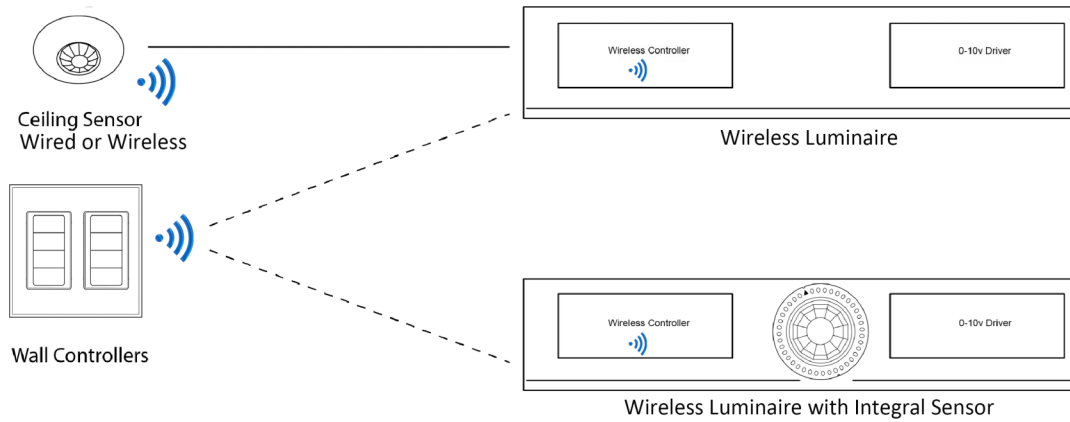 Wireless Controller
0-10v Driver
Ceiling Sensor
Wired or Wireless
Wireless Luminaire
Wireless Controller
0-10v Driver
Wall Controllers
Wireless Luminaire with Integral Sensor